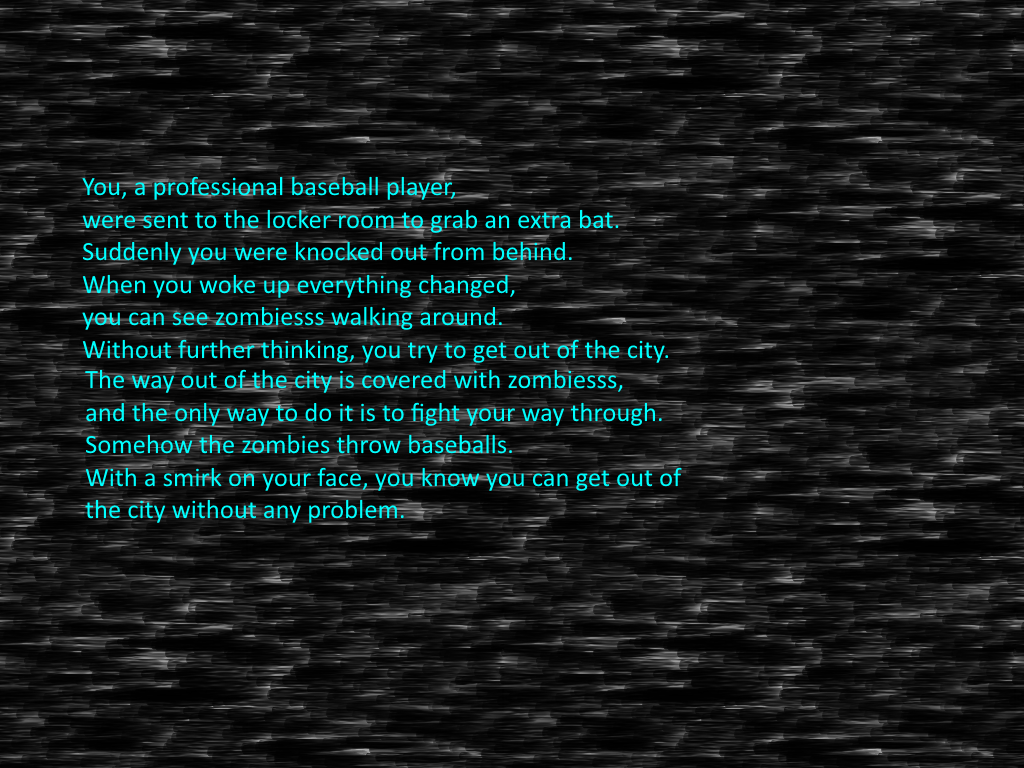 You, a professional baseball player,
were sent to the locker room to grab an extra bat.
Suddenly you were knocked out from behind.
When you woke up everything changed,
you can see zombiesss walking around.
Without further thinking, you try to get out of the city.
The way out of the city is covered with zombiesss,
and the only way to do it is to fight your way through.
Somehow the zombies throw baseballs.
With a smirk on your face, you know you can get out of
the city without any problem.